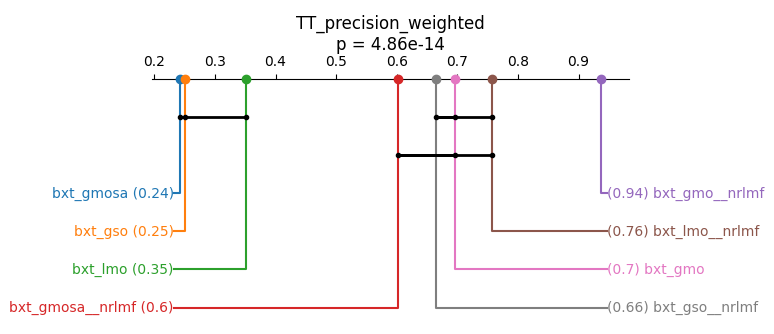 TT_precision_weighted
p = 4.86e-14
0.2 0.3 0.4 0.5 0.6 0.7 0.8 0.9
bxt_gmosa (0.24) (0.94) bxt_gmo__nrlmf
bxt_gso (0.25) (0.76) bxt_lmo__nrlmf
bxt_lmo (0.35) (0.7) bxt_gmo
bxt_gmosa__nrlmf (0.6) (0.66) bxt_gso__nrlmf